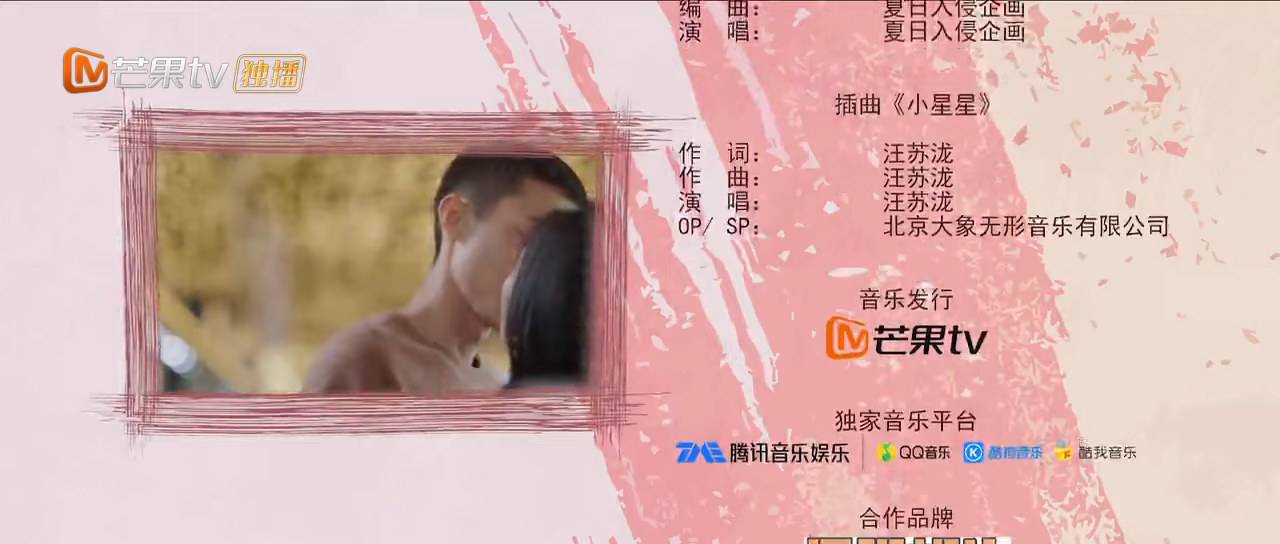 编 曲： 夏日入侵企画
演 唱： 夏日入侵企画
芒果tv 独播
插曲《小星星》
作 词： 汪苏泷
作 曲： 汪苏泷
演 唱： 汪苏泷
OP/ SP： 北京大象无形音乐有限公司
音乐发行
芒果tv
独家音乐平台
TME 腾讯音乐娱乐 QQ音乐 酷狗音乐 酷我音乐
合作品牌